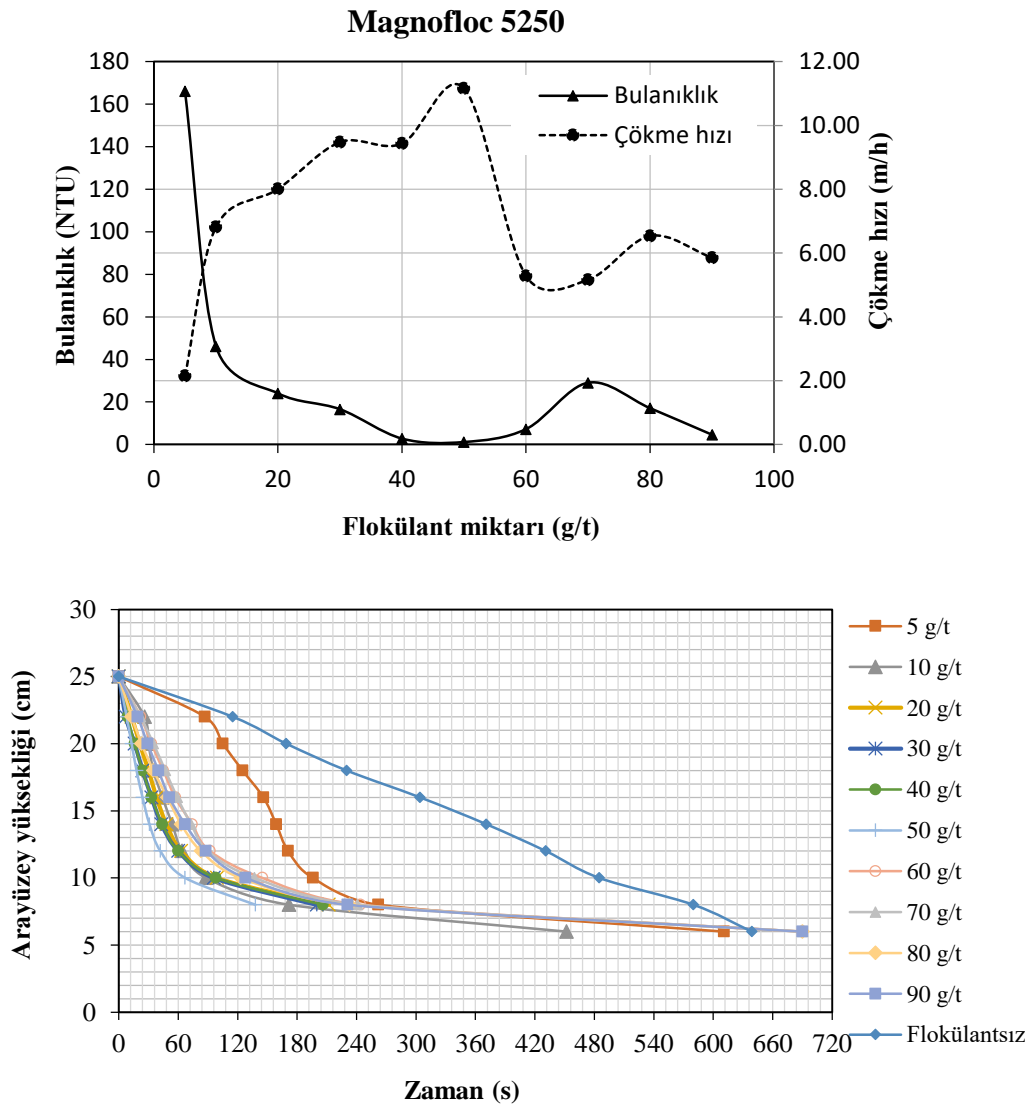 Magnofloc 5250
180
160
140
120
100
80
60
40
20
0
12.00
10.00
8.00
6.00
4.00
2.00
0.00
0
20
40
60
80
100
Bulanıklık (NTU)
Çökme hızı (m/h)
Bulanıklık
Çökme hızı
Flokülant miktarı (g/t)
30
25
20
15
10
5
0
0
60
120
180
240
300
360
420
480
540
600
660
720
Arayüzey yüksekliği (cm)
Zaman (s)
5 g/t
10 g/t
20 g/t
30 g/t
40 g/t
50 g/t
60 g/t
70 g/t
80 g/t
90 g/t
Flokülantsız